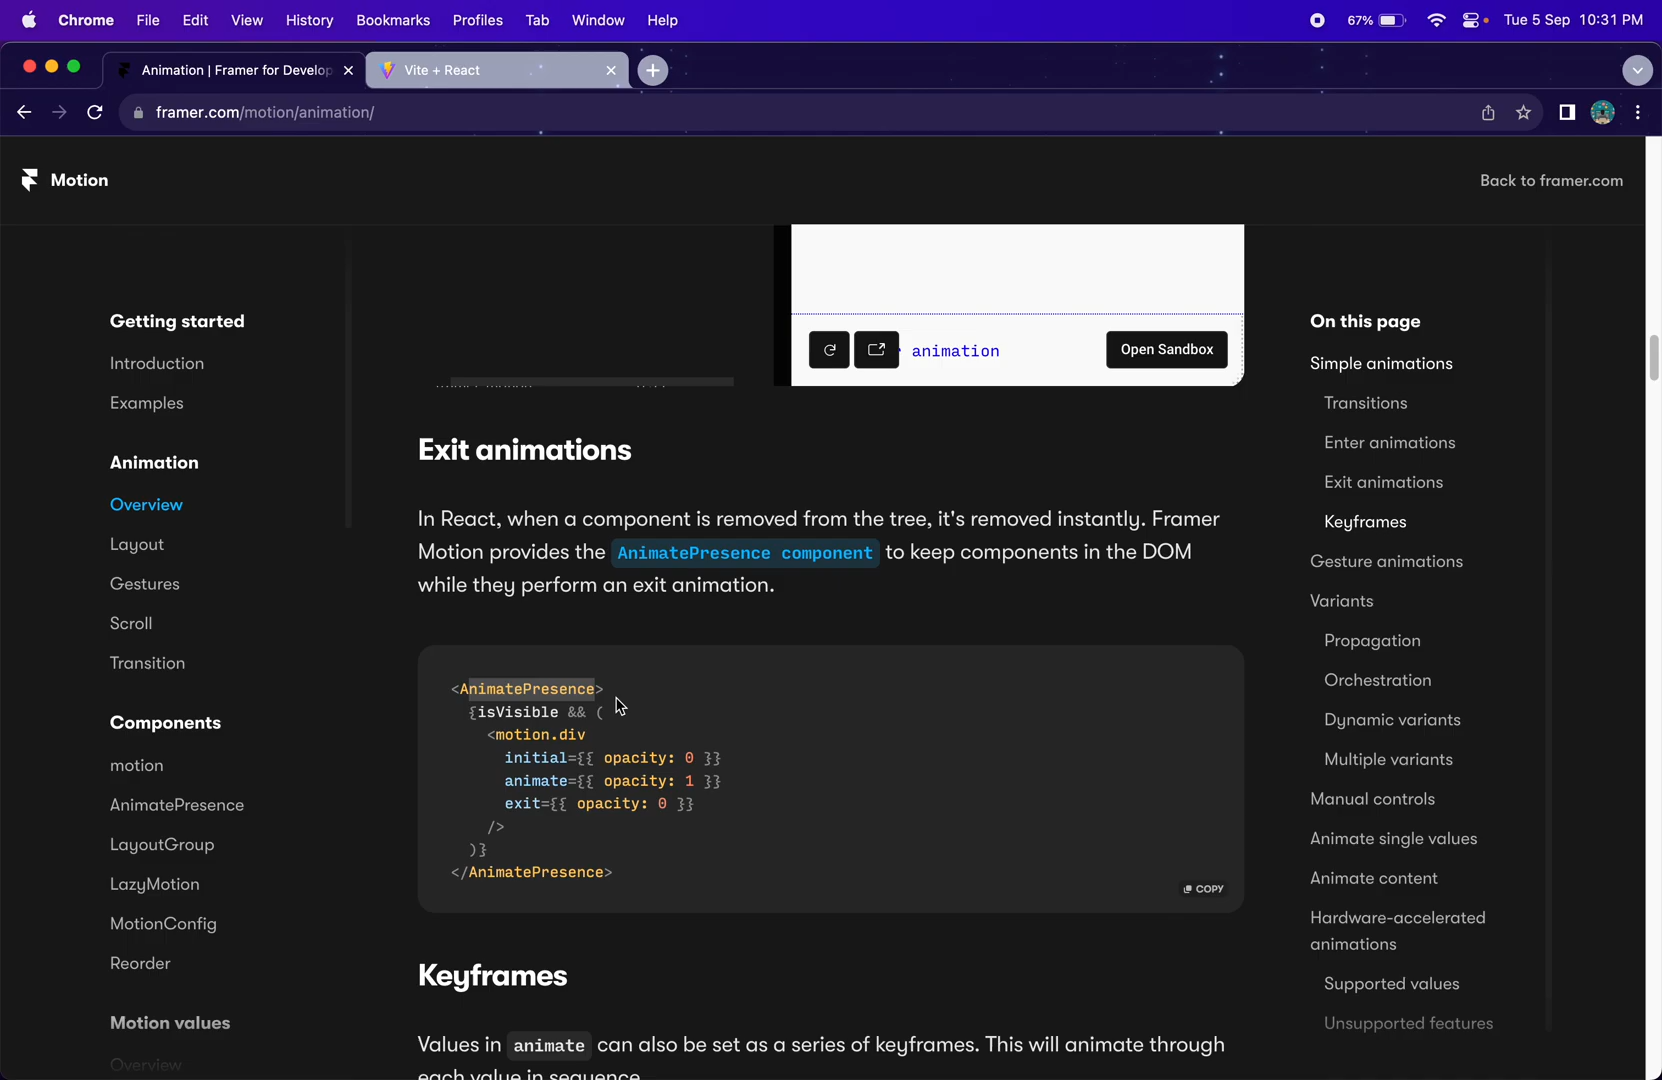 Chrome File Edit View History Bookmarks Profiles Tab Window Help 67% Tue 5 Sep 10:31 PM
Animation | Framer for Develop Vite + React
framer.com/motion/animation/
Motion
Back to framer.com
Getting started
Introduction
Examples
Animation
Overview
Layout
Gestures
Scroll
Transition
Components
motion
AnimatePresence
LayoutGroup
LazyMotion
MotionConfig
Reorder
Motion values
Overview
animation
Open Sandbox
Exit animations
In React, when a component is removed from the tree, it's removed instantly. Framer
Motion provides the AnimatePresence component to keep components in the DOM
while they perform an exit animation.
<AnimatePresence>
{isVisible && (
<motion.div
initial={{ opacity: 0 }}
animate={{ opacity: 1 }}
exit={{ opacity: 0 }}
/>
)}
</AnimatePresence>
COPY
Keyframes
Values in animate can also be set as a series of keyframes. This will animate through
each value in sequence.
On this page
Simple animations
Transitions
Enter animations
Exit animations
Keyframes
Gesture animations
Variants
Propagation
Orchestration
Dynamic variants
Multiple variants
Manual controls
Animate single values
Animate content
Hardware-accelerated
animations
Supported values
Unsupported features